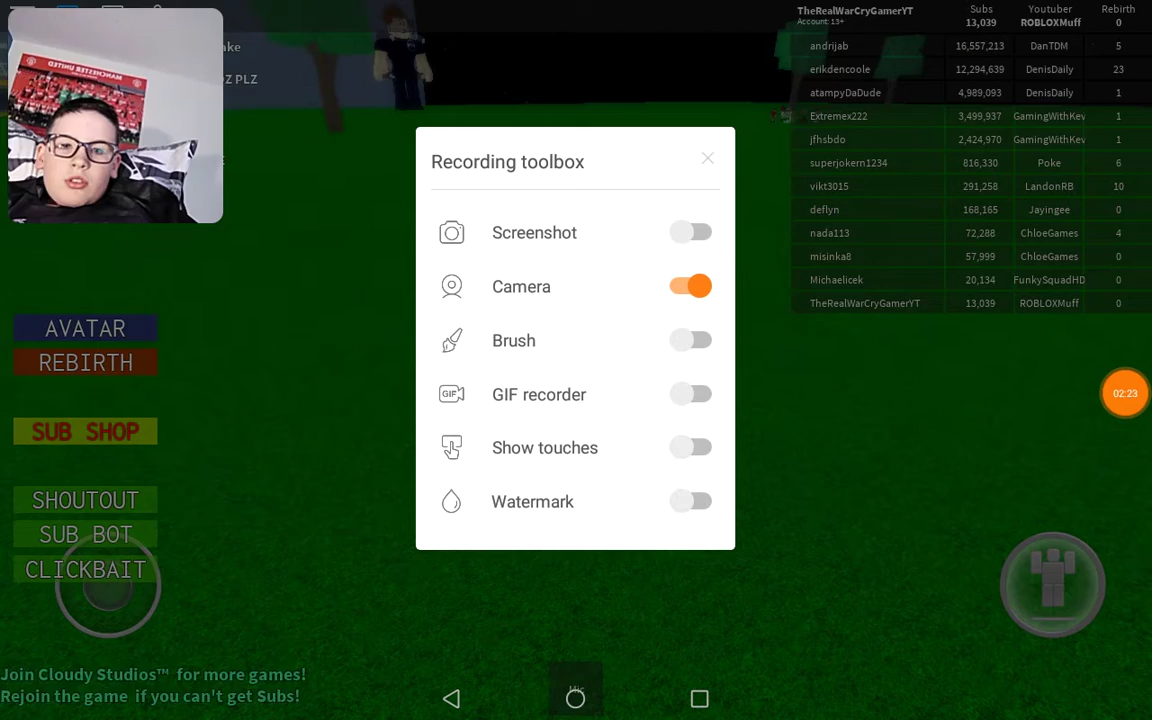 TheRealWarCryGamerYT
Account: 13+
Subs
13,039
Youtuber
ROBLOXMuff
Rebirth
0
andrijab 16,557,213 DanTDM 5
erikdencoole 12,294,639 DenisDaily 23
atampyDaDude 4,989,093 DenisDaily 1
Extremex222 3,499,937 GamingWithKev 1
jfhsbdo 2,424,970 GamingWithKev 1
superjokern1234 816,330 Poke 6
vikt3015 291,258 LandonRB 10
deflyn 168,165 Jayingee 0
nada113 72,288 ChloeGames 4
misinka8 57,999 ChloeGames 0
Michaelicek 20,134 FunkySquadHD 0
TheRealWarCryGamerYT 13,039 ROBLOXMuff 0
MANCHESTER UNITED
PLZ
Recording toolbox
Screenshot
Camera
Brush
GIF recorder
GIF
Show touches
Watermark
02:23
AVATAR
REBIRTH
SUB SHOP
SHOUTOUT
SUB BOT
CLICKBAIT
Join Cloudy Studios™ for more games!
Rejoin the game if you can't get Subs!